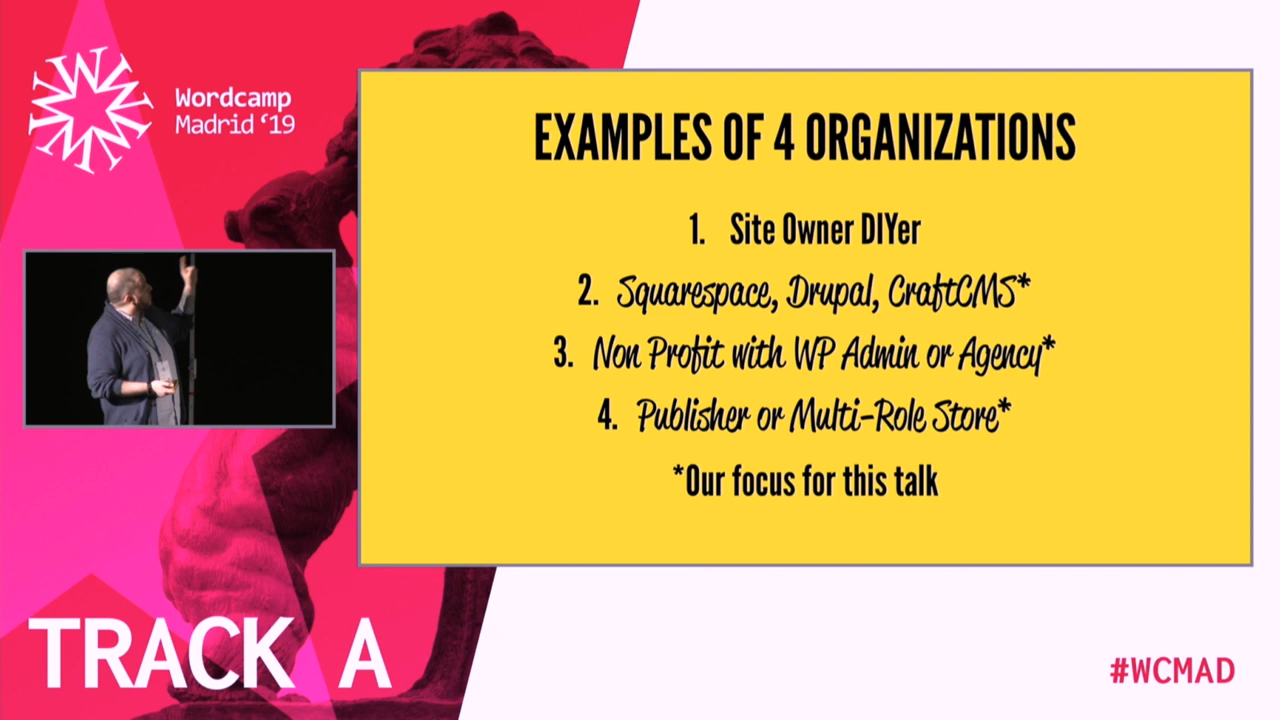 Wordcamp
Madrid '19
EXAMPLES OF 4 ORGANIZATIONS
1. Site Owner DIYer
2. Squarespace, Drupal, CraftCMS*
3. Non Profit with WP Admin or Agency*
4. Publisher or Multi-Role Store*
*Our focus for this talk
TRACK A
#WCMAD